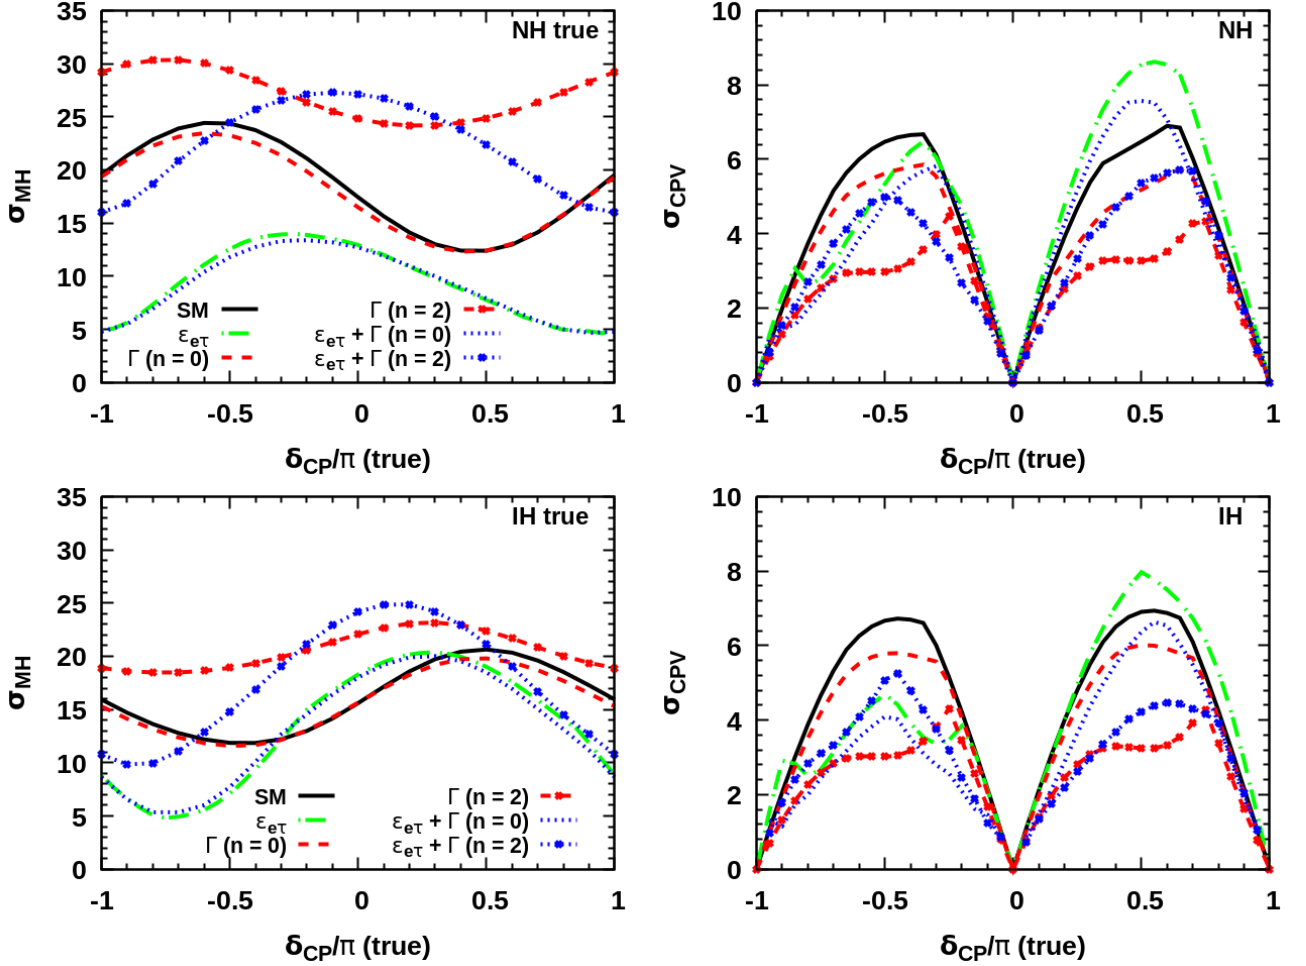 35
30
25
20
15
10
5
0
σMH
NH true
SM
εeτ
Γ (n = 0)
Γ (n = 2)
εeτ + Γ (n = 0)
εeτ + Γ (n = 2)
-1 -0.5 0 0.5 1
δCP/π (true)
10
8
6
4
2
0
σCPV
NH
-1 -0.5 0 0.5 1
δCP/π (true)
35
30
25
20
15
10
5
0
σMH
IH true
SM
εeτ
Γ (n = 0)
Γ (n = 2)
εeτ + Γ (n = 0)
εeτ + Γ (n = 2)
-1 -0.5 0 0.5 1
δCP/π (true)
10
8
6
4
2
0
σCPV
IH
-1 -0.5 0 0.5 1
δCP/π (true)